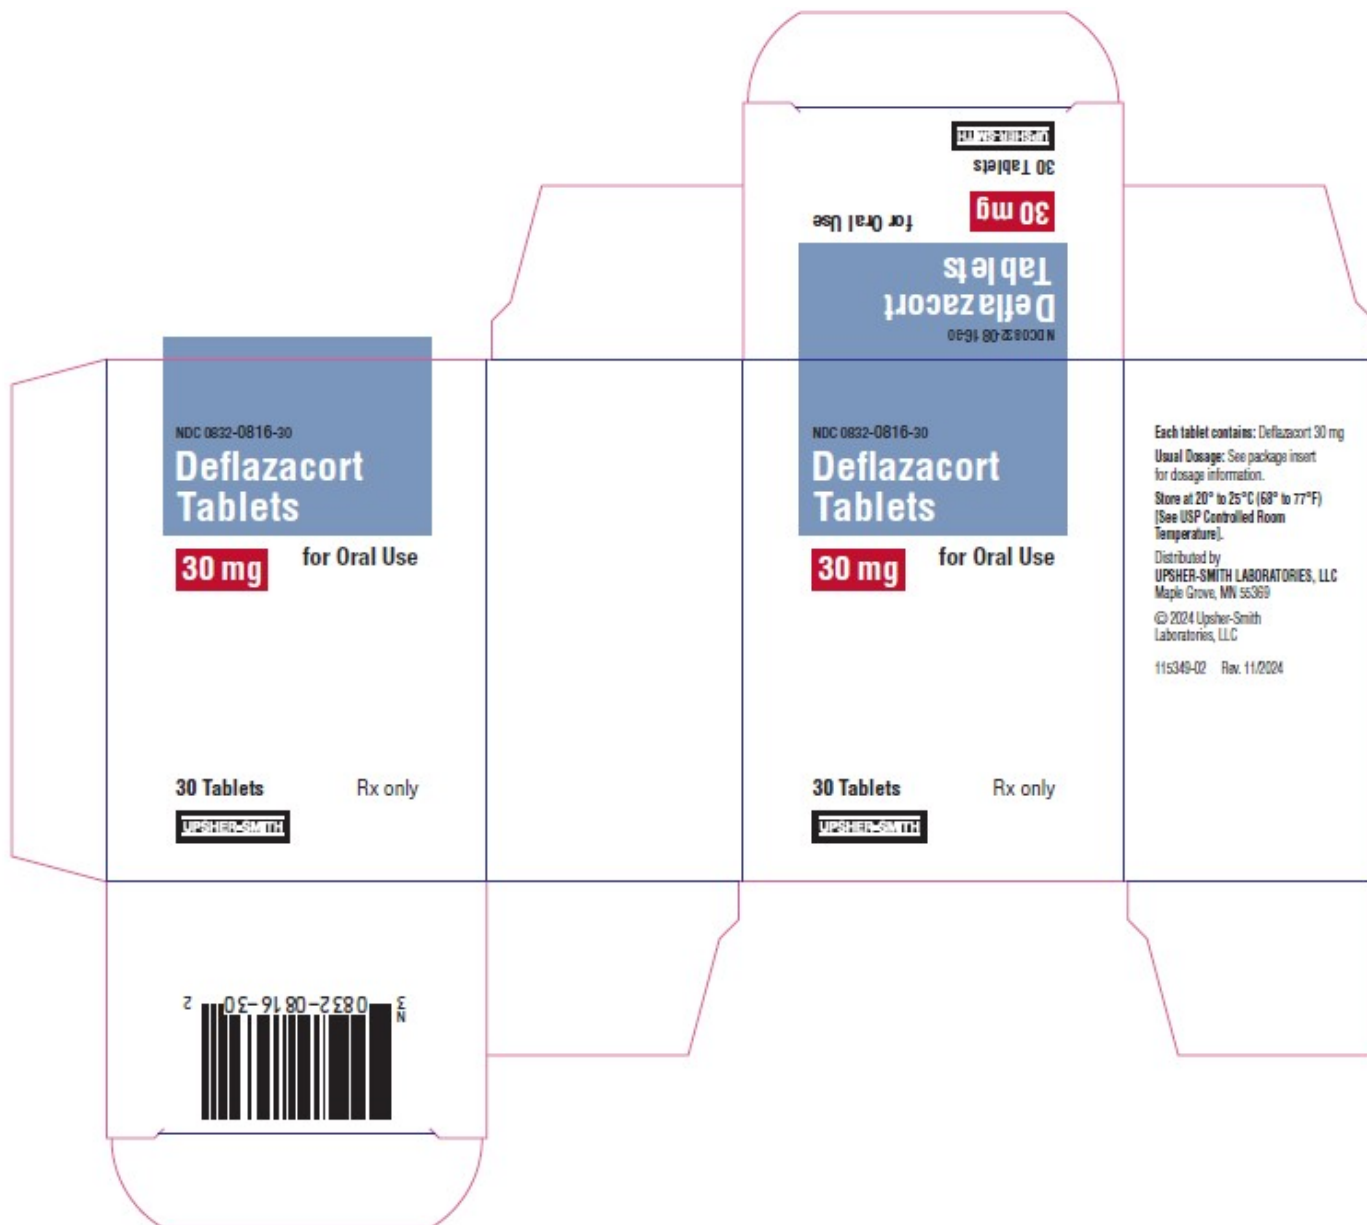 UPSHER-SMITH
30 Tablets
30 mg
for Oral Use
Tablets
Deflazacort
NDC 0832-0816-30
NDC 0832-0816-30
Deflazacort
Tablets
30 mg for Oral Use
30 Tablets Rx only
UPSHER-SMITH
NDC 0832-0816-30
Deflazacort
Tablets
30 mg for Oral Use
30 Tablets Rx only
UPSHER-SMITH
Each tablet contains: Deflazacort 30 mg
Usual Dosage: See package insert
for dosage information.
Store at 20° to 25°C (68° to 77°F)
[See USP Controlled Room
Temperature].
Distributed by
UPSHER-SMITH LABORATORIES, LLC
Maple Grove, MN 55369
© 2024 Upsher-Smith
Laboratories, LLC
115349-02 Rev. 11/2024
N
3 0832-0816-30 2